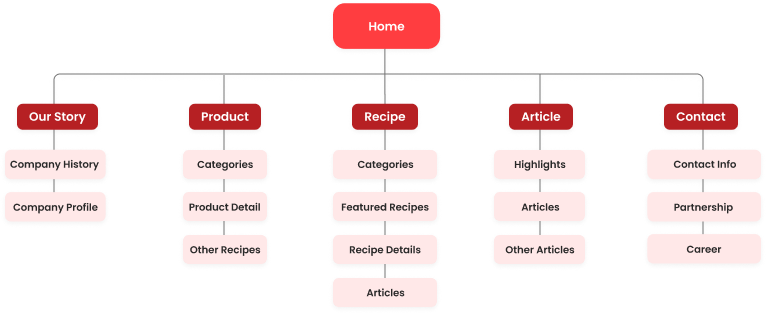 Home
Our Story
Company History
Company Profile
Product
Categories
Product Detail
Other Recipes
Recipe
Categories
Featured Recipes
Recipe Details
Articles
Article
Highlights
Articles
Other Articles
Contact
Contact Info
Partnership
Career